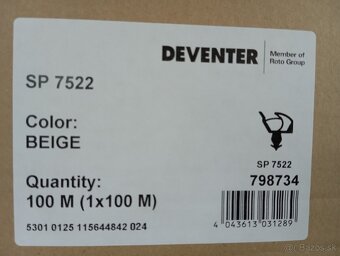 DEVENTER
Member of
Roto Group
SP 7522
Color:
BEIGE
SP 7522
798734
Quantity:
100 M (1x100 M)
5301 0125 115644842 024
4 043613 031289
sk